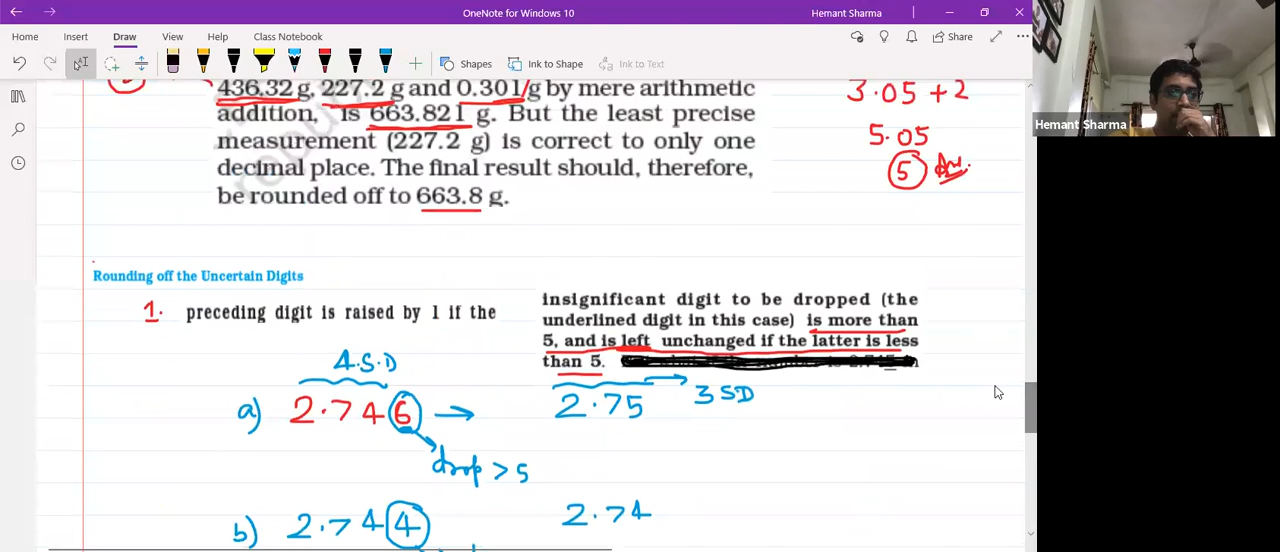 OneNote for Windows 10
Hemant Sharma
Home Insert Draw View Help Class Notebook
Share
Shapes Ink to Shape Ink to Text
436.32 g, 227.2 g and 0.301 g by mere arithmetic
addition, is 663.821 g. But the least precise
measurement (227.2 g) is correct to only one
decimal place. The final result should, therefore,
be rounded off to 663.8 g.
3.05 + 2
5.05
5 Ans.
Hemant Sharma
Rounding off the Uncertain Digits
1. preceding digit is raised by 1 if the
insignificant digit to be dropped (the
underlined digit in this case) is more than
5, and is left unchanged if the latter is less
than 5.
4.S.D
a) 2.746 → 2.75 → 3 SD
drop > 5
b) 2.744 2.74